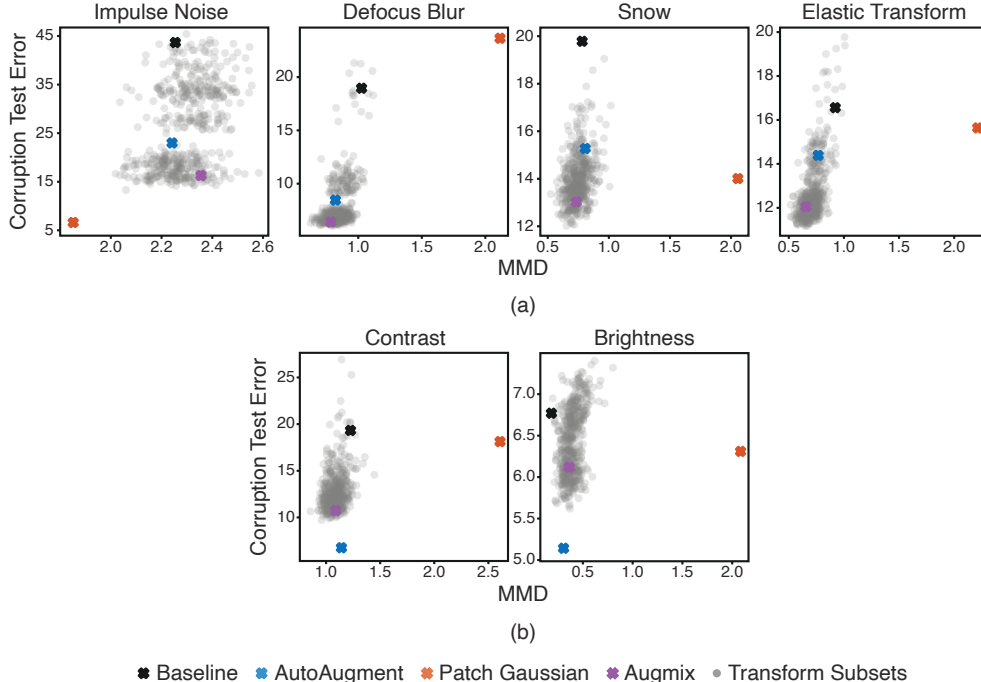 Impulse Noise Defocus Blur Snow Elastic Transform
Corruption Test Error
45
35
25
15
5
2.0 2.2 2.4 2.6
20
15
10
1.0 1.5 2.0
20
18
16
14
12
0.5 1.0 1.5 2.0
20
18
16
14
12
0.5 1.0 1.5 2.0
MMD
(a)
Contrast Brightness
Corruption Test Error
25
20
15
10
1.0 1.5 2.0 2.5
7.0
6.5
6.0
5.5
5.0
0.5 1.0 1.5 2.0
MMD
(b)
Baseline AutoAugment Patch Gaussian Augmix Transform Subsets